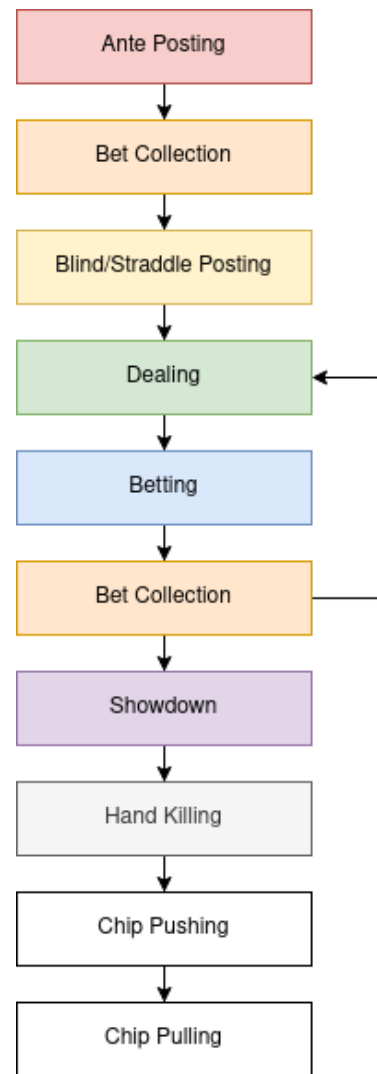 Ante Posting
Bet Collection
Blind/Straddle Posting
Dealing
Betting
Bet Collection
Showdown
Hand Killing
Chip Pushing
Chip Pulling